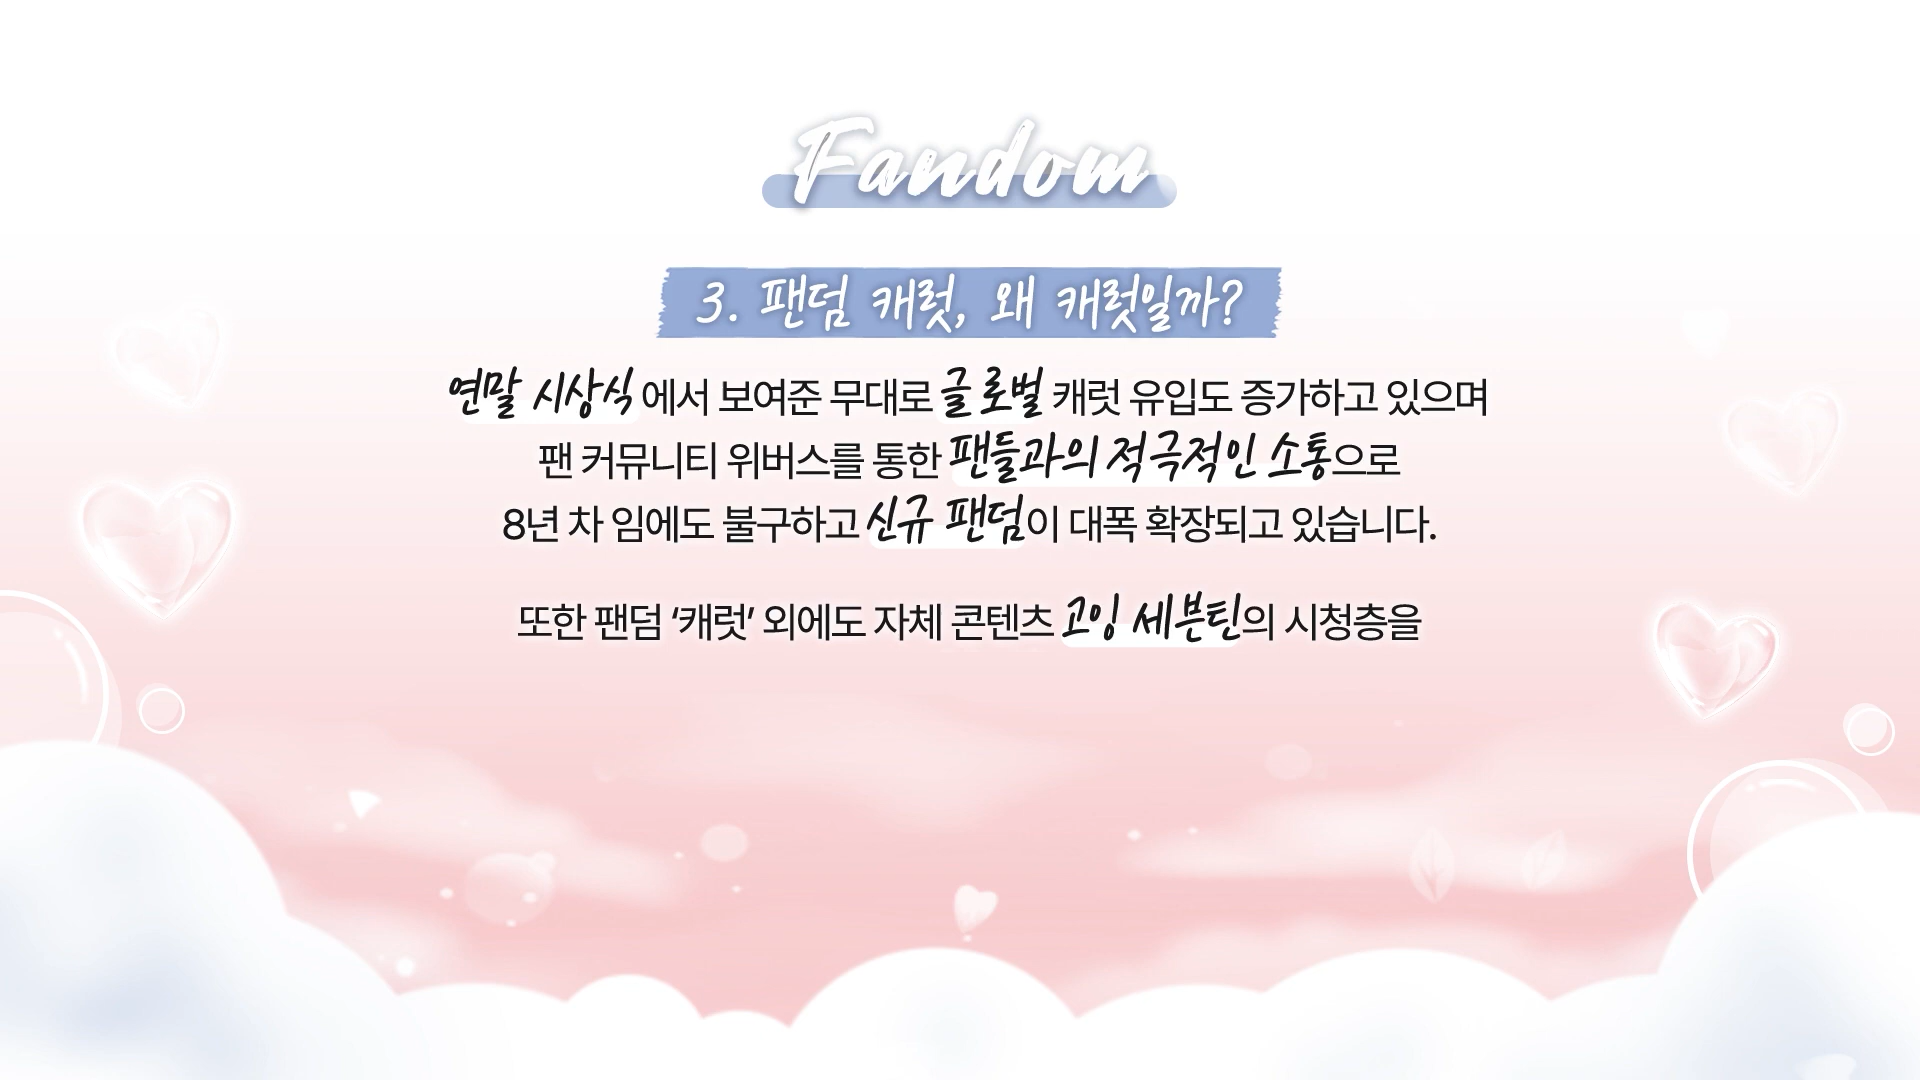 Fandom
3. 팬덤 캐럿, 왜 캐럿일까?
연말 시상식 에서 보여준 무대로 글로벌 캐럿 유입도 증가하고 있으며
팬 커뮤니티 위버스를 통한 팬들과의 적극적인 소통으로
8년 차 임에도 불구하고 신규 팬덤이 대폭 확장되고 있습니다.
또한 팬덤 ‘캐럿’ 외에도 자체 콘텐츠 고잉 세븐틴의 시청층을